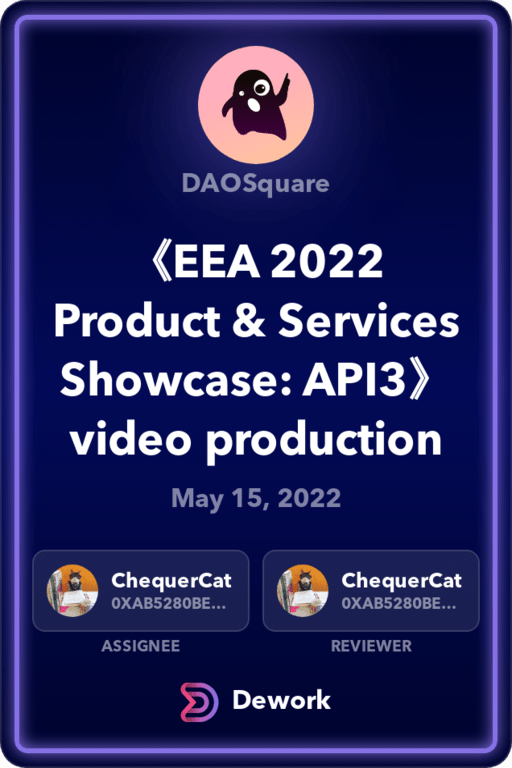 DAOSquare
《EEA 2022
Product & Services
Showcase: API3》
video production
May 15, 2022
ChequerCat
0XAB5280BE...
ASSIGNEE
ChequerCat
0XAB5280BE...
REVIEWER
Dework